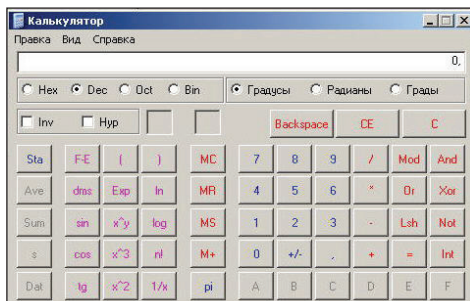 Калькулятор
Правка Вид Справка
0,
Hex Dec Oct Bin Градусы Радианы Грады
Inv Hyp Backspace CE C
Sta F-E ( ) MC 7 8 9 / Mod And
Ave dms Exp ln MR 4 5 6 * Or Xor
Sum sin x^y log MS 1 2 3 - Lsh Not
s cos x^3 n! M+ 0 +/- , + = Int
Dat tg x^2 1/x pi A B C D E F